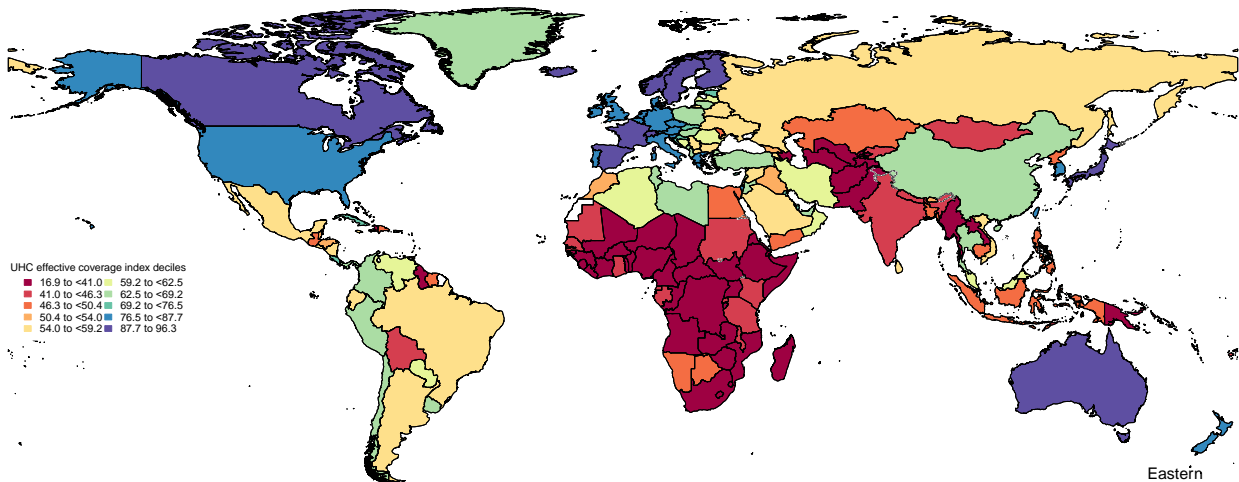 UHC effective coverage index deciles
16.9 to <41.0 59.2 to <62.5
41.0 to <46.3 62.5 to <69.2
46.3 to <50.4 69.2 to <76.5
50.4 to <54.0 76.5 to <87.7
54.0 to <59.2 87.7 to 96.3
Eastern